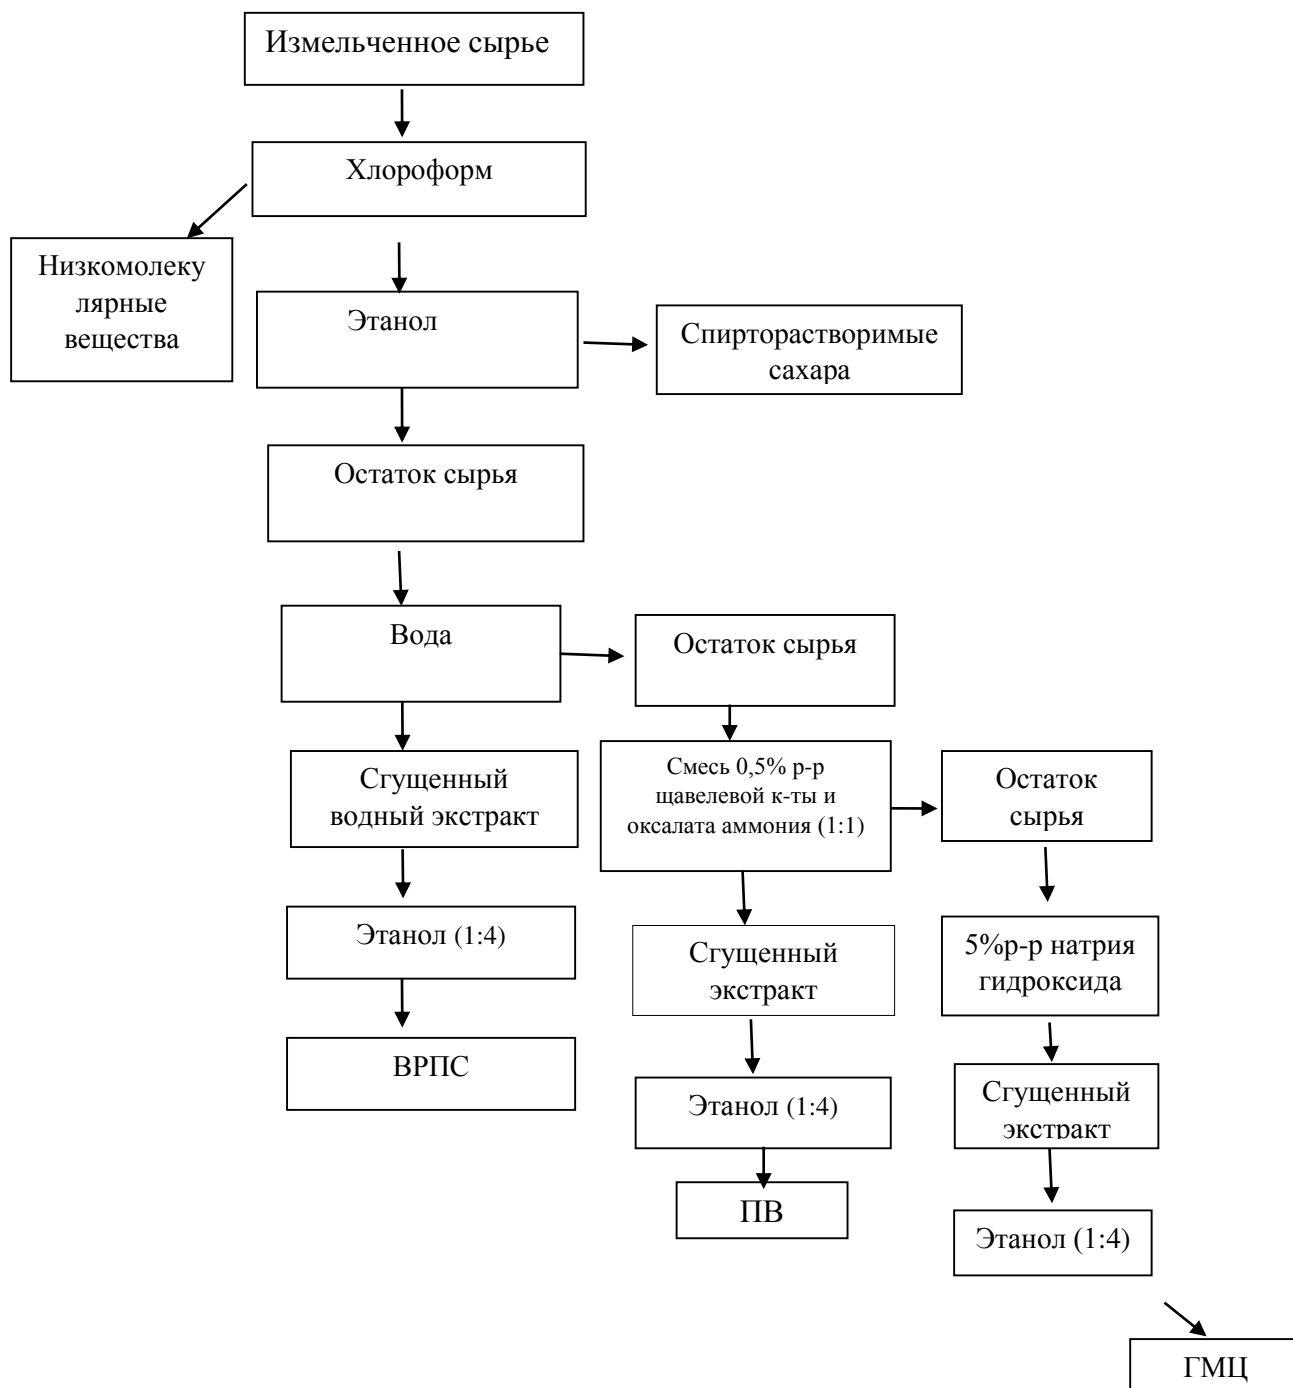 Измельченное сырье
Хлороформ
Низкомолеку
лярные
вещества
Этанол
Спирторастворимые
сахара
Остаток сырья
Вода
Остаток сырья
Сгущенный
водный экстракт
Смесь 0,5% р-р
щавелевой к-ты и
оксалата аммония (1:1)
Остаток
сырья
Этанол (1:4)
Сгущенный
экстракт
5%р-р натрия
гидроксида
ВРПС
Этанол (1:4)
Сгущенный
экстракт
ПВ
Этанол (1:4)
ГМЦ